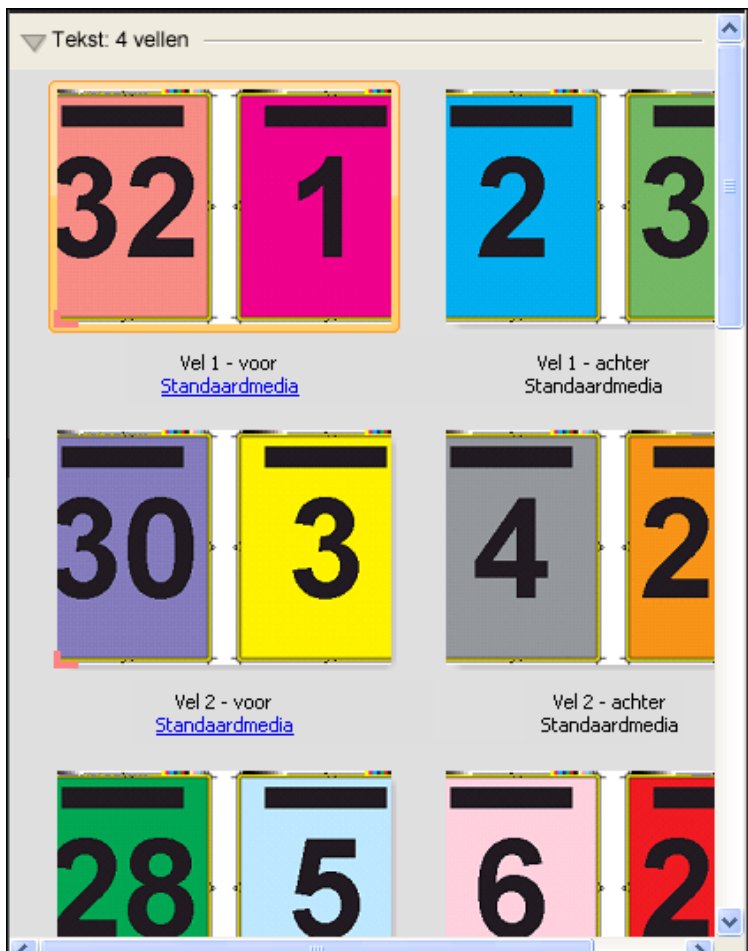 Tekst: 4 vellen
32 1 2 3
Vel 1 - voor Vel 1 - achter
Standaardmedia Standaardmedia
30 3 4 2
Vel 2 - voor Vel 2 - achter
Standaardmedia Standaardmedia
28 5 6 2